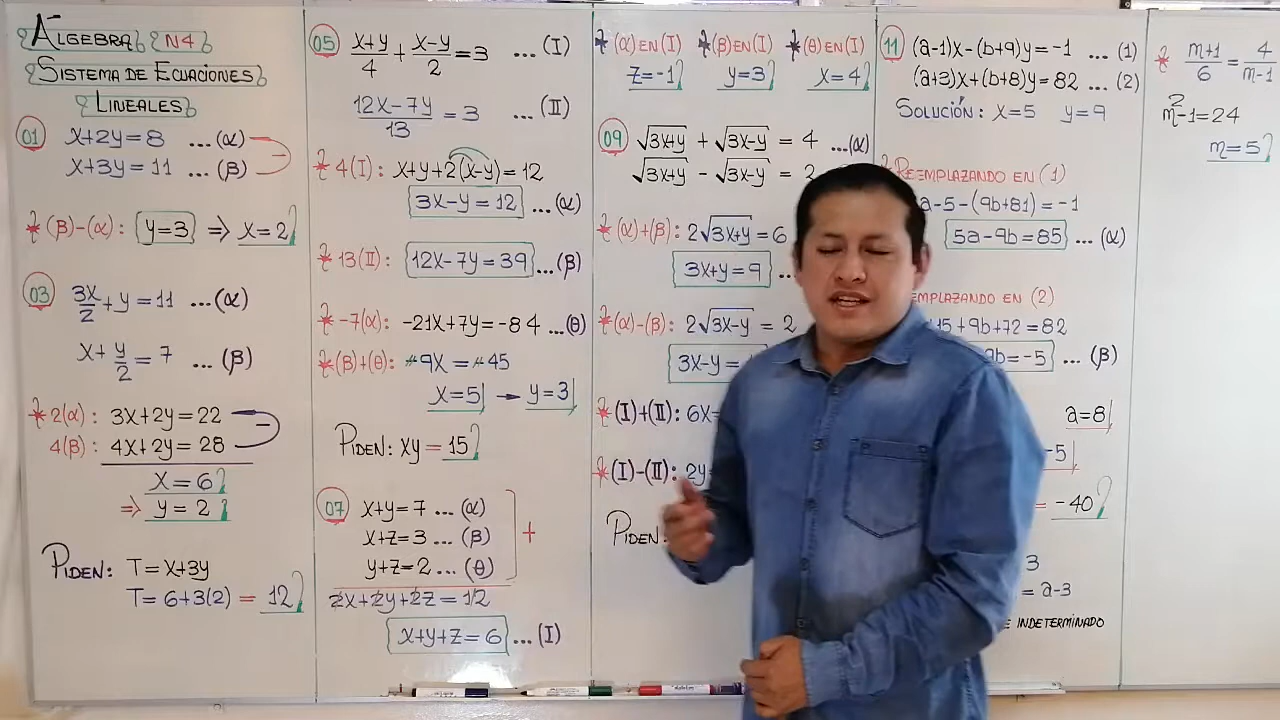 ÁLGEBRA N4
SISTEMA DE ECUACIONES
LINEALES
01 x+2y=8 ...(α)
x+3y=11 ...(β)
* (β)-(α): y=3 ⇒ x=2
03 3x/2+y=11 ...(α)
x+y/2=7 ...(β)
* 2(α): 3x+2y=22
4(β): 4x+2y=28
x=6
⇒ y=2
PIDEN: T=x+3y
T=6+3(2)=12
05 (x+y)/4+(x-y)/2=3 ...(I)
(12x-7y)/13=3 ...(II)
* 4(I): x+y+2(x-y)=12
3x-y=12 ...(α)
* 13(II): 12x-7y=39 ...(β)
* -7(α): -21x+7y=-84 ...(θ)
* (β)+(θ): -9x=-45
x=5 → y=3
PIDEN: xy=15
07 x+y=7 ...(α)
x+z=3 ...(β)
y+z=2 ...(θ)
+
2x+2y+2z=12
x+y+z=6 ...(I)
* (α)EN(I) * (β)EN(I) * (θ)EN(I)
z=-1 y=3 x=4
09 √3x+y + √3x-y = 4 ...(α)
√3x+y - √3x-y = 2
* (α)+(β): 2√3x+y=6
3x+y=9 ..
* (α)-(β): 2√3x-y=2
3x-y=
* (I)+(II): 6x=
* (I)-(II): 2y
PIDEN:
11 (a-1)x-(b+9)y=-1 ...(1)
(a+3)x+(b+8)y=82 ...(2)
SOLUCIÓN: x=5 y=9
* REEMPLAZANDO EN (1)
a-5-(9b+81)=-1
5a-9b=85 ...(α)
EMPLAZANDO EN (2)
15+9b+72=82
9b=-5 ...(β)
a=8
-5
= -40
3
= a-3
E INDETERMINADO
* (m+1)/6=4/(m-1)
m²-1=24
m=5